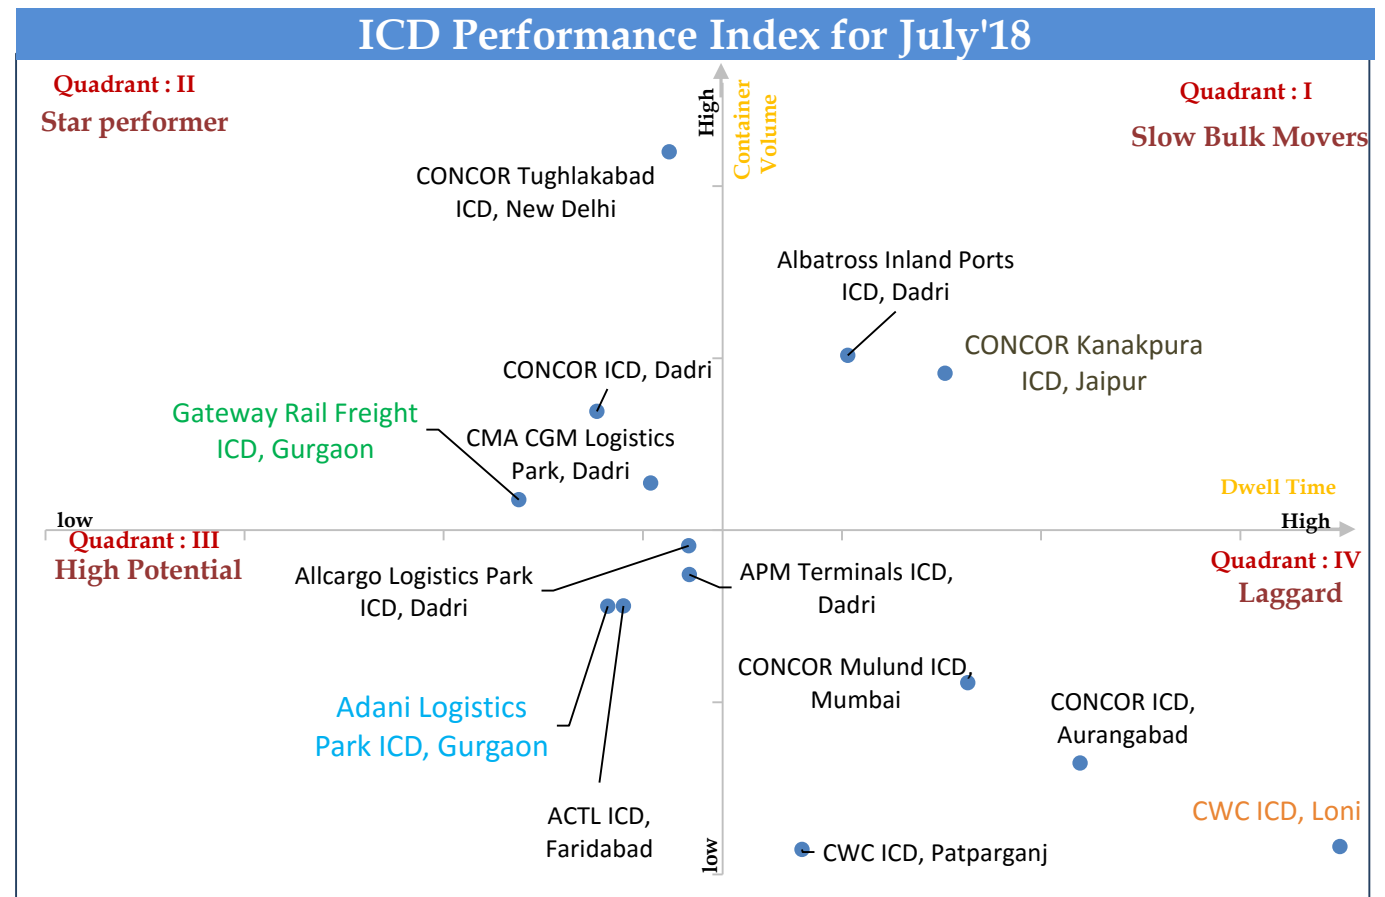 ICD Performance Index for July'18
Quadrant : II
Star performer
High
Container
Volume
Quadrant : I
Slow Bulk Movers
CONCOR Tughlakabad
ICD, New Delhi
Albatross Inland Ports
ICD, Dadri
CONCOR Kanakpura
ICD, Jaipur
CONCOR ICD, Dadri
Gateway Rail Freight
ICD, Gurgaon
CMA CGM Logistics
Park, Dadri
Dwell Time
low
High
Quadrant : III
High Potential
Quadrant : IV
Laggard
Allcargo Logistics Park
ICD, Dadri
APM Terminals ICD,
Dadri
CONCOR Mulund ICD,
Mumbai
Adani Logistics
Park ICD, Gurgaon
CONCOR ICD,
Aurangabad
ACTL ICD,
Faridabad
CWC ICD, Loni
low
CWC ICD, Patparganj